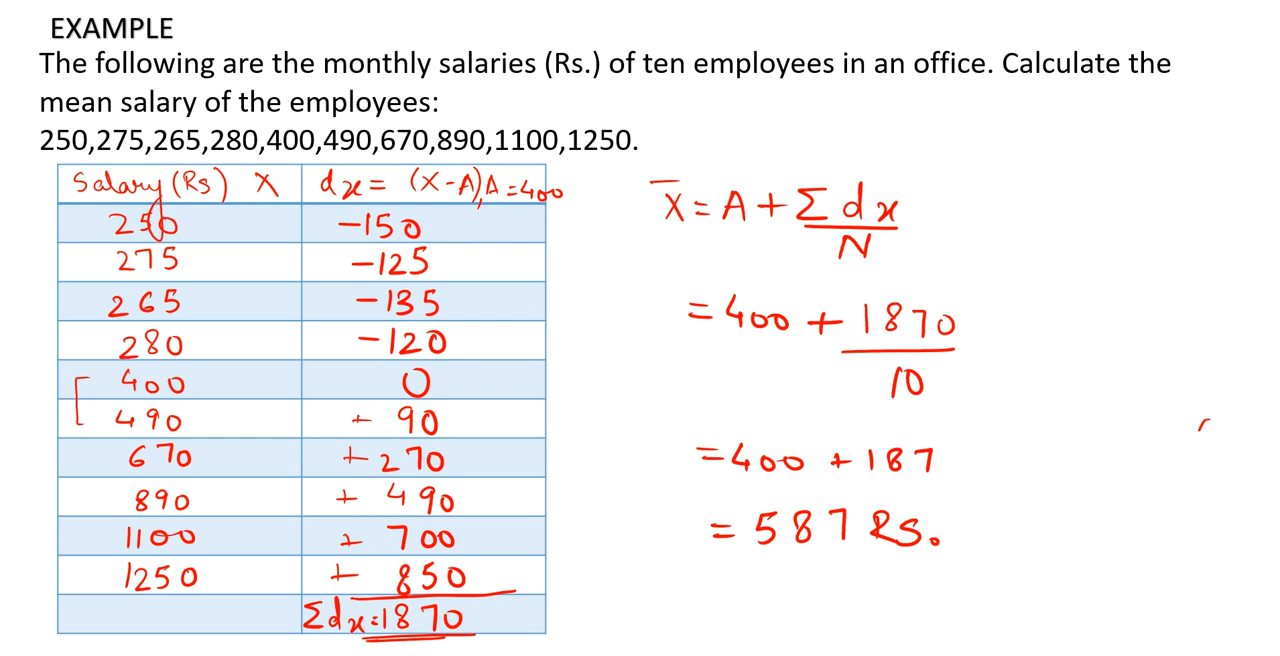 EXAMPLE
The following are the monthly salaries (Rs.) of ten employees in an office. Calculate the
mean salary of the employees:
250,275,265,280,400,490,670,890,1100,1250.
Salary (Rs) X dx = (X-A), A = 400
250 -150
275 -125
265 -135
280 -120
400 0
490 + 90
670 + 270
890 + 490
1100 + 700
1250 + 850
Σdx = 1870
X̄ = A + Σdx
N
= 400 + 1870
10
= 400 + 187
= 587 RS.